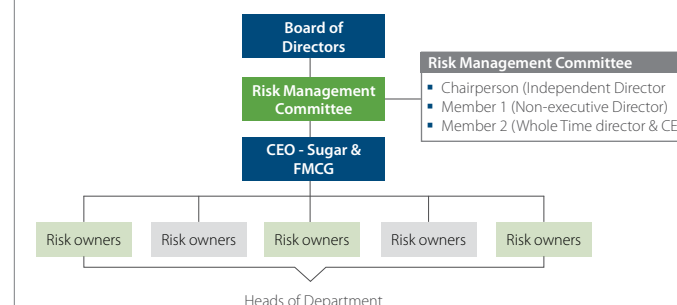 Board of
Directors
Risk Management
Committee
Risk Management Committee
▪ Chairperson (Independent Director
▪ Member 1 (Non-executive Director)
▪ Member 2 (Whole Time director & CE
CEO - Sugar &
FMCG
Risk owners
Risk owners
Risk owners
Risk owners
Risk owners
Heads of Department